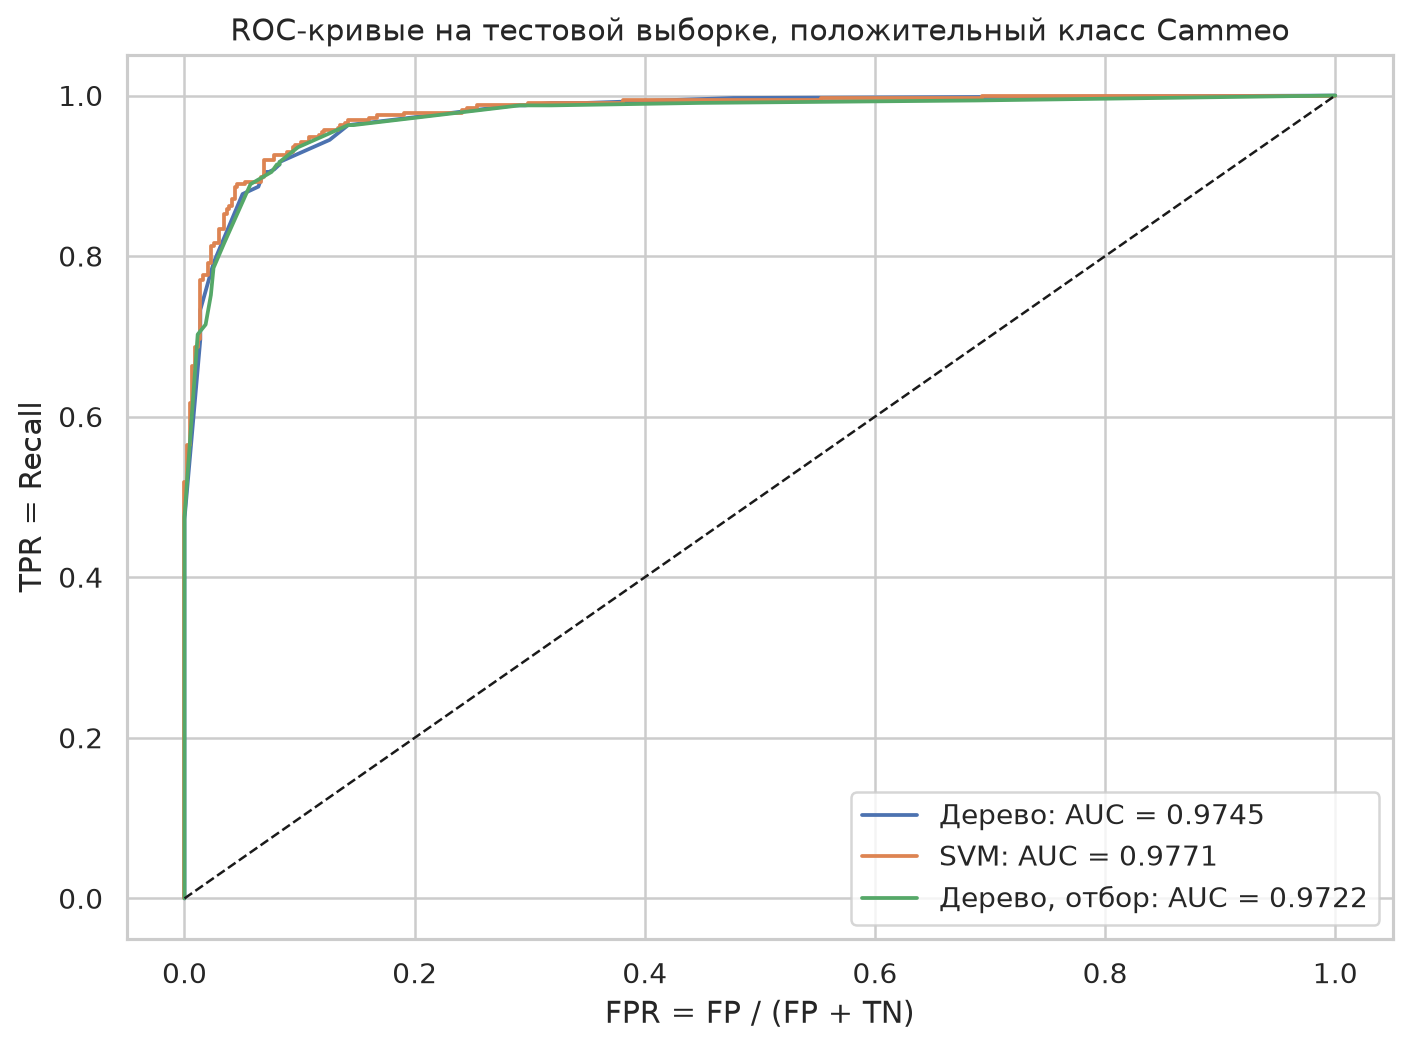 ROC-кривые на тестовой выборке, положительный класс Cammeo
TPR = Recall
1.0
0.8
0.6
0.4
0.2
0.0
Дерево: AUC = 0.9745
SVM: AUC = 0.9771
Дерево, отбор: AUC = 0.9722
0.0 0.2 0.4 0.6 0.8 1.0
FPR = FP / (FP + TN)